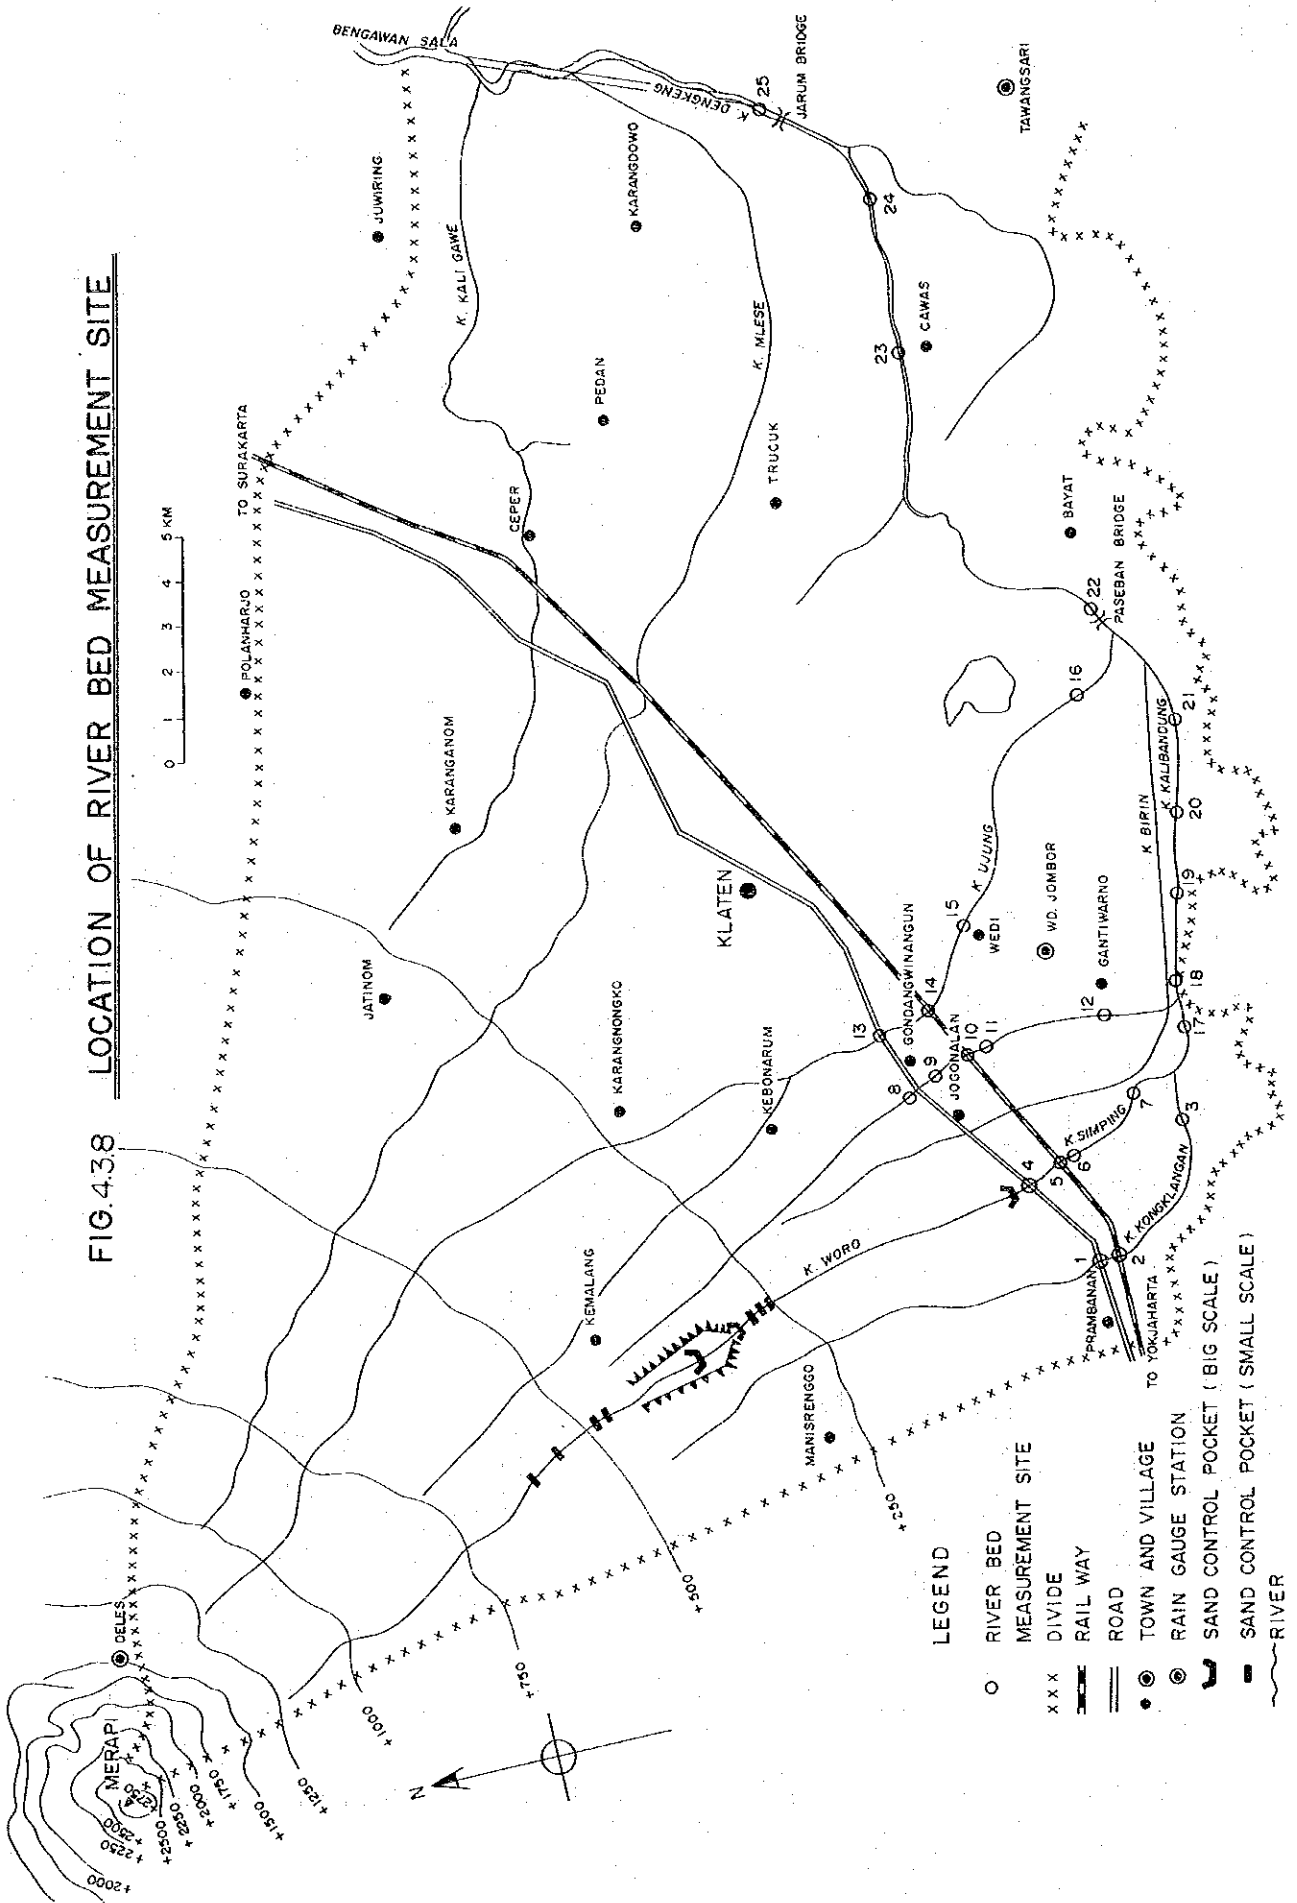 FIG.4.3.8 LOCATION OF RIVER BED MEASUREMENT SITE
0 1 2 3 4 5 KM
MERAPI
DELES
+2750
+2500
+2250
+2000
+2500
+2250
+2000
+1750
+1500
+1250
+1000
+750
+500
+250
N
POLANHARJO
TO SURAKARTA
JUWIRING
BENGAWAN SALA
JATINOM
KARANGANOM
CEPER
K. KALI GAWE
KARANGNONGKO
PEDAN
KARANGDOWO
K. DENGKENG
KEMALANG
KEBONARUM
KLATEN
TRUCUK
K. MLESE
25
JARUM BRIDGE
MANISRENGGO
K. WORO
8
13
9
GONDANGWINANGUN
14
15
K UJUNG
WEDI
23
CAWAS
24
TAWANGSARI
JOGONALAN
10
11
WD. JOMBOR
4
5
6
K. SIMPING
7
12
GANTIWARNO
16
22
BAYAT
PASEBAN BRIDGE
PRAMBANAN
1
2
K. KONGKLANGAN
3
17
18
19
20
21
K BIRIN
K. KALIBANDUNG
TO YOKJAHARTA
LEGEND
RIVER BED
MEASUREMENT SITE
x x x DIVIDE
RAIL WAY
ROAD
TOWN AND VILLAGE
RAIN GAUGE STATION
SAND CONTROL POCKET ( BIG SCALE )
SAND CONTROL POCKET ( SMALL SCALE )
RIVER